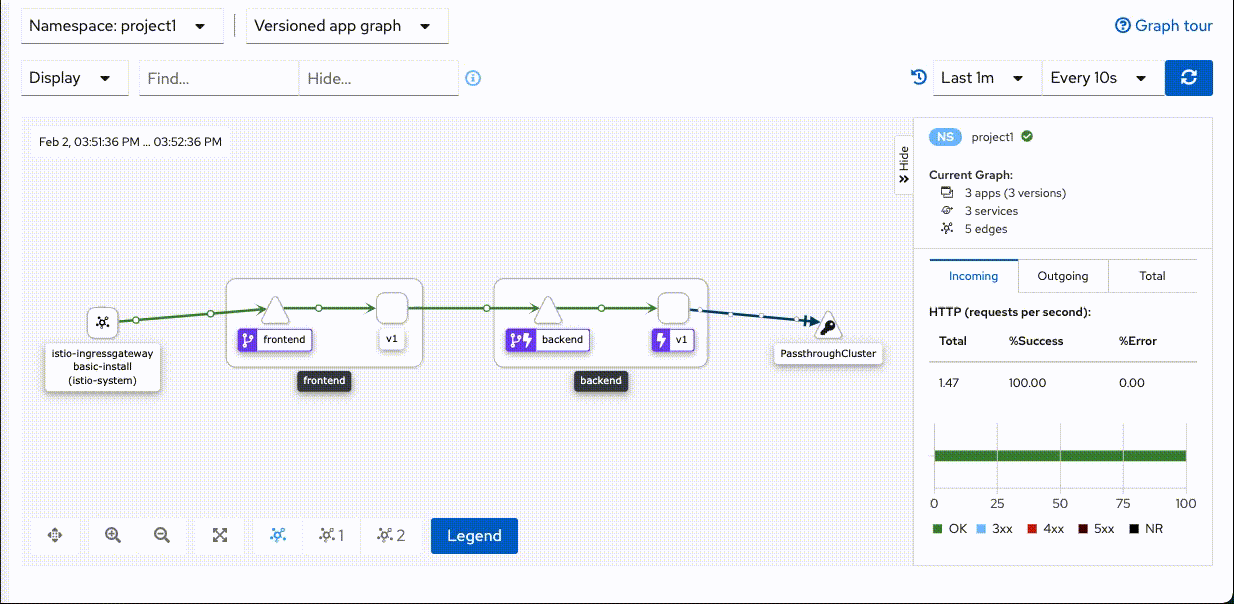 Namespace: project1
Versioned app graph
Graph tour
Display
Find...
Hide...
Last 1m
Every 10s
Feb 2, 03:51:36 PM ... 03:52:36 PM
Hide
NS project1
Current Graph:
3 apps (3 versions)
3 services
5 edges
Incoming
Outgoing
Total
HTTP (requests per second):
Total %Success %Error
1.47 100.00 0.00
0 25 50 75 100
OK 3xx 4xx 5xx NR
istio-ingressgateway
basic-install
(istio-system)
frontend
v1
frontend
backend
v1
backend
PassthroughCluster
1
2
Legend